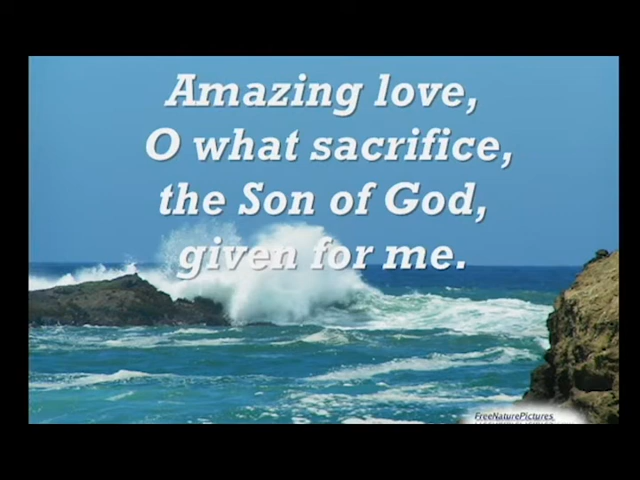 Amazing love,
O what sacrifice,
the Son of God,
given for me.
FreeNaturePictures